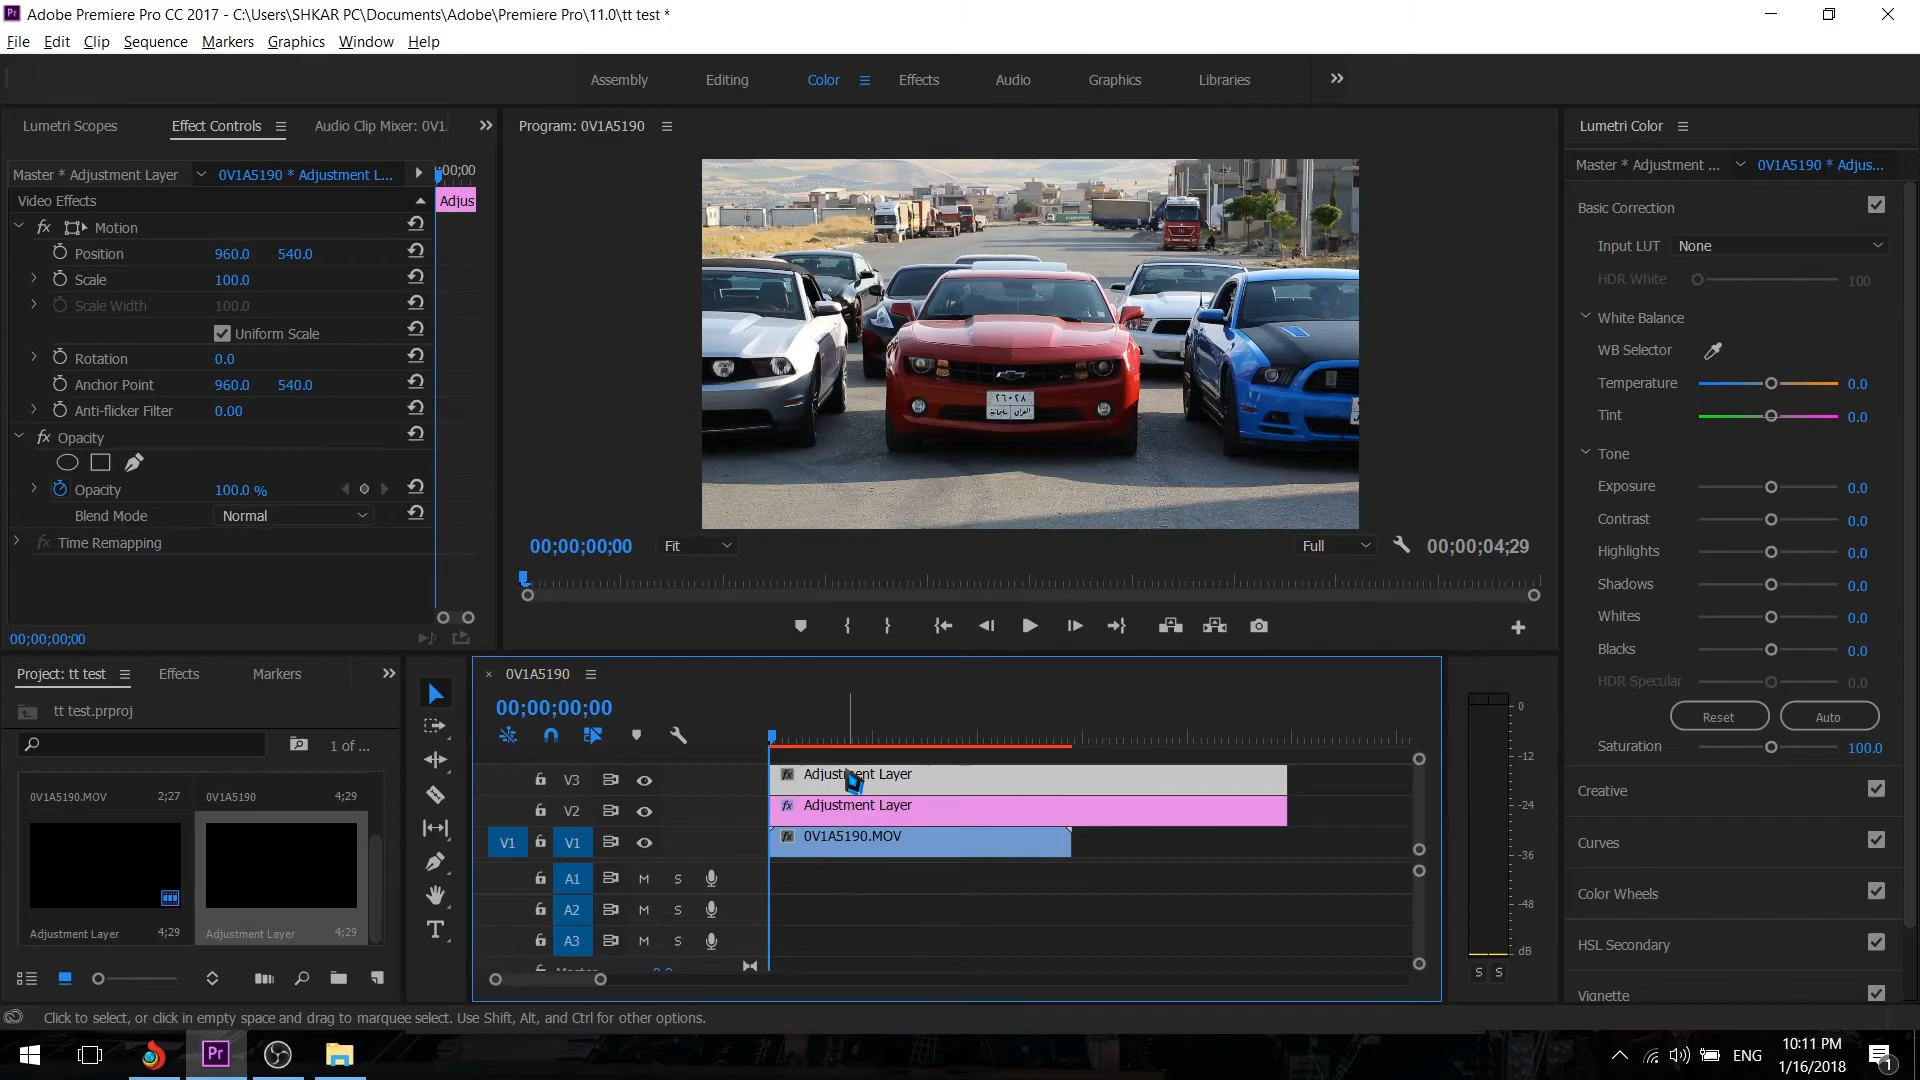 Adobe Premiere Pro CC 2017 - C:\Users\SHKAR PC\Documents\Adobe\Premiere Pro\11.0\tt test *
File Edit Clip Sequence Markers Graphics Window Help
Assembly Editing Color Effects Audio Graphics Libraries
Lumetri Scopes Effect Controls Audio Clip Mixer: 0V1
Program: 0V1A5190
Lumetri Color
Master * Adjustment Layer 0V1A5190 * Adjustment L... :00;00
Master * Adjustment ... 0V1A5190 * Adjus...
Video Effects Adjus
fx Motion
Position 960.0 540.0
Scale 100.0
Scale Width 100.0
Uniform Scale
Rotation 0.0
Anchor Point 960.0 540.0
Anti-flicker Filter 0.00
fx Opacity
Opacity 100.0 %
Blend Mode Normal
fx Time Remapping
00;00;00;00
٢٦٠٢٨
00;00;00;00 Fit Full 00;00;04;29
Basic Correction
Input LUT None
HDR White 100
White Balance
WB Selector
Temperature 0.0
Tint 0.0
Tone
Exposure 0.0
Contrast 0.0
Highlights 0.0
Shadows 0.0
Whites 0.0
Blacks 0.0
HDR Specular 0.0
Reset Auto
Saturation 100.0
Creative
Curves
Color Wheels
HSL Secondary
Vignette
Project: tt test Effects Markers
tt test.prproj
1 of ...
0V1A5190.MOV 2;27 0V1A5190 4;29
Adjustment Layer 4;29 Adjustment Layer 4;29
× 0V1A5190
00;00;00;00
V3 fx Adjustment Layer
V2 fx Adjustment Layer
V1 V1 fx 0V1A5190.MOV
A1 M S
A2 M S
A3 M S
0
-12
-24
-36
-48
dB
S S
Click to select, or click in empty space and drag to marquee select. Use Shift, Alt, and Ctrl for other options.
Pr
ENG
10:11 PM
1/16/2018
1